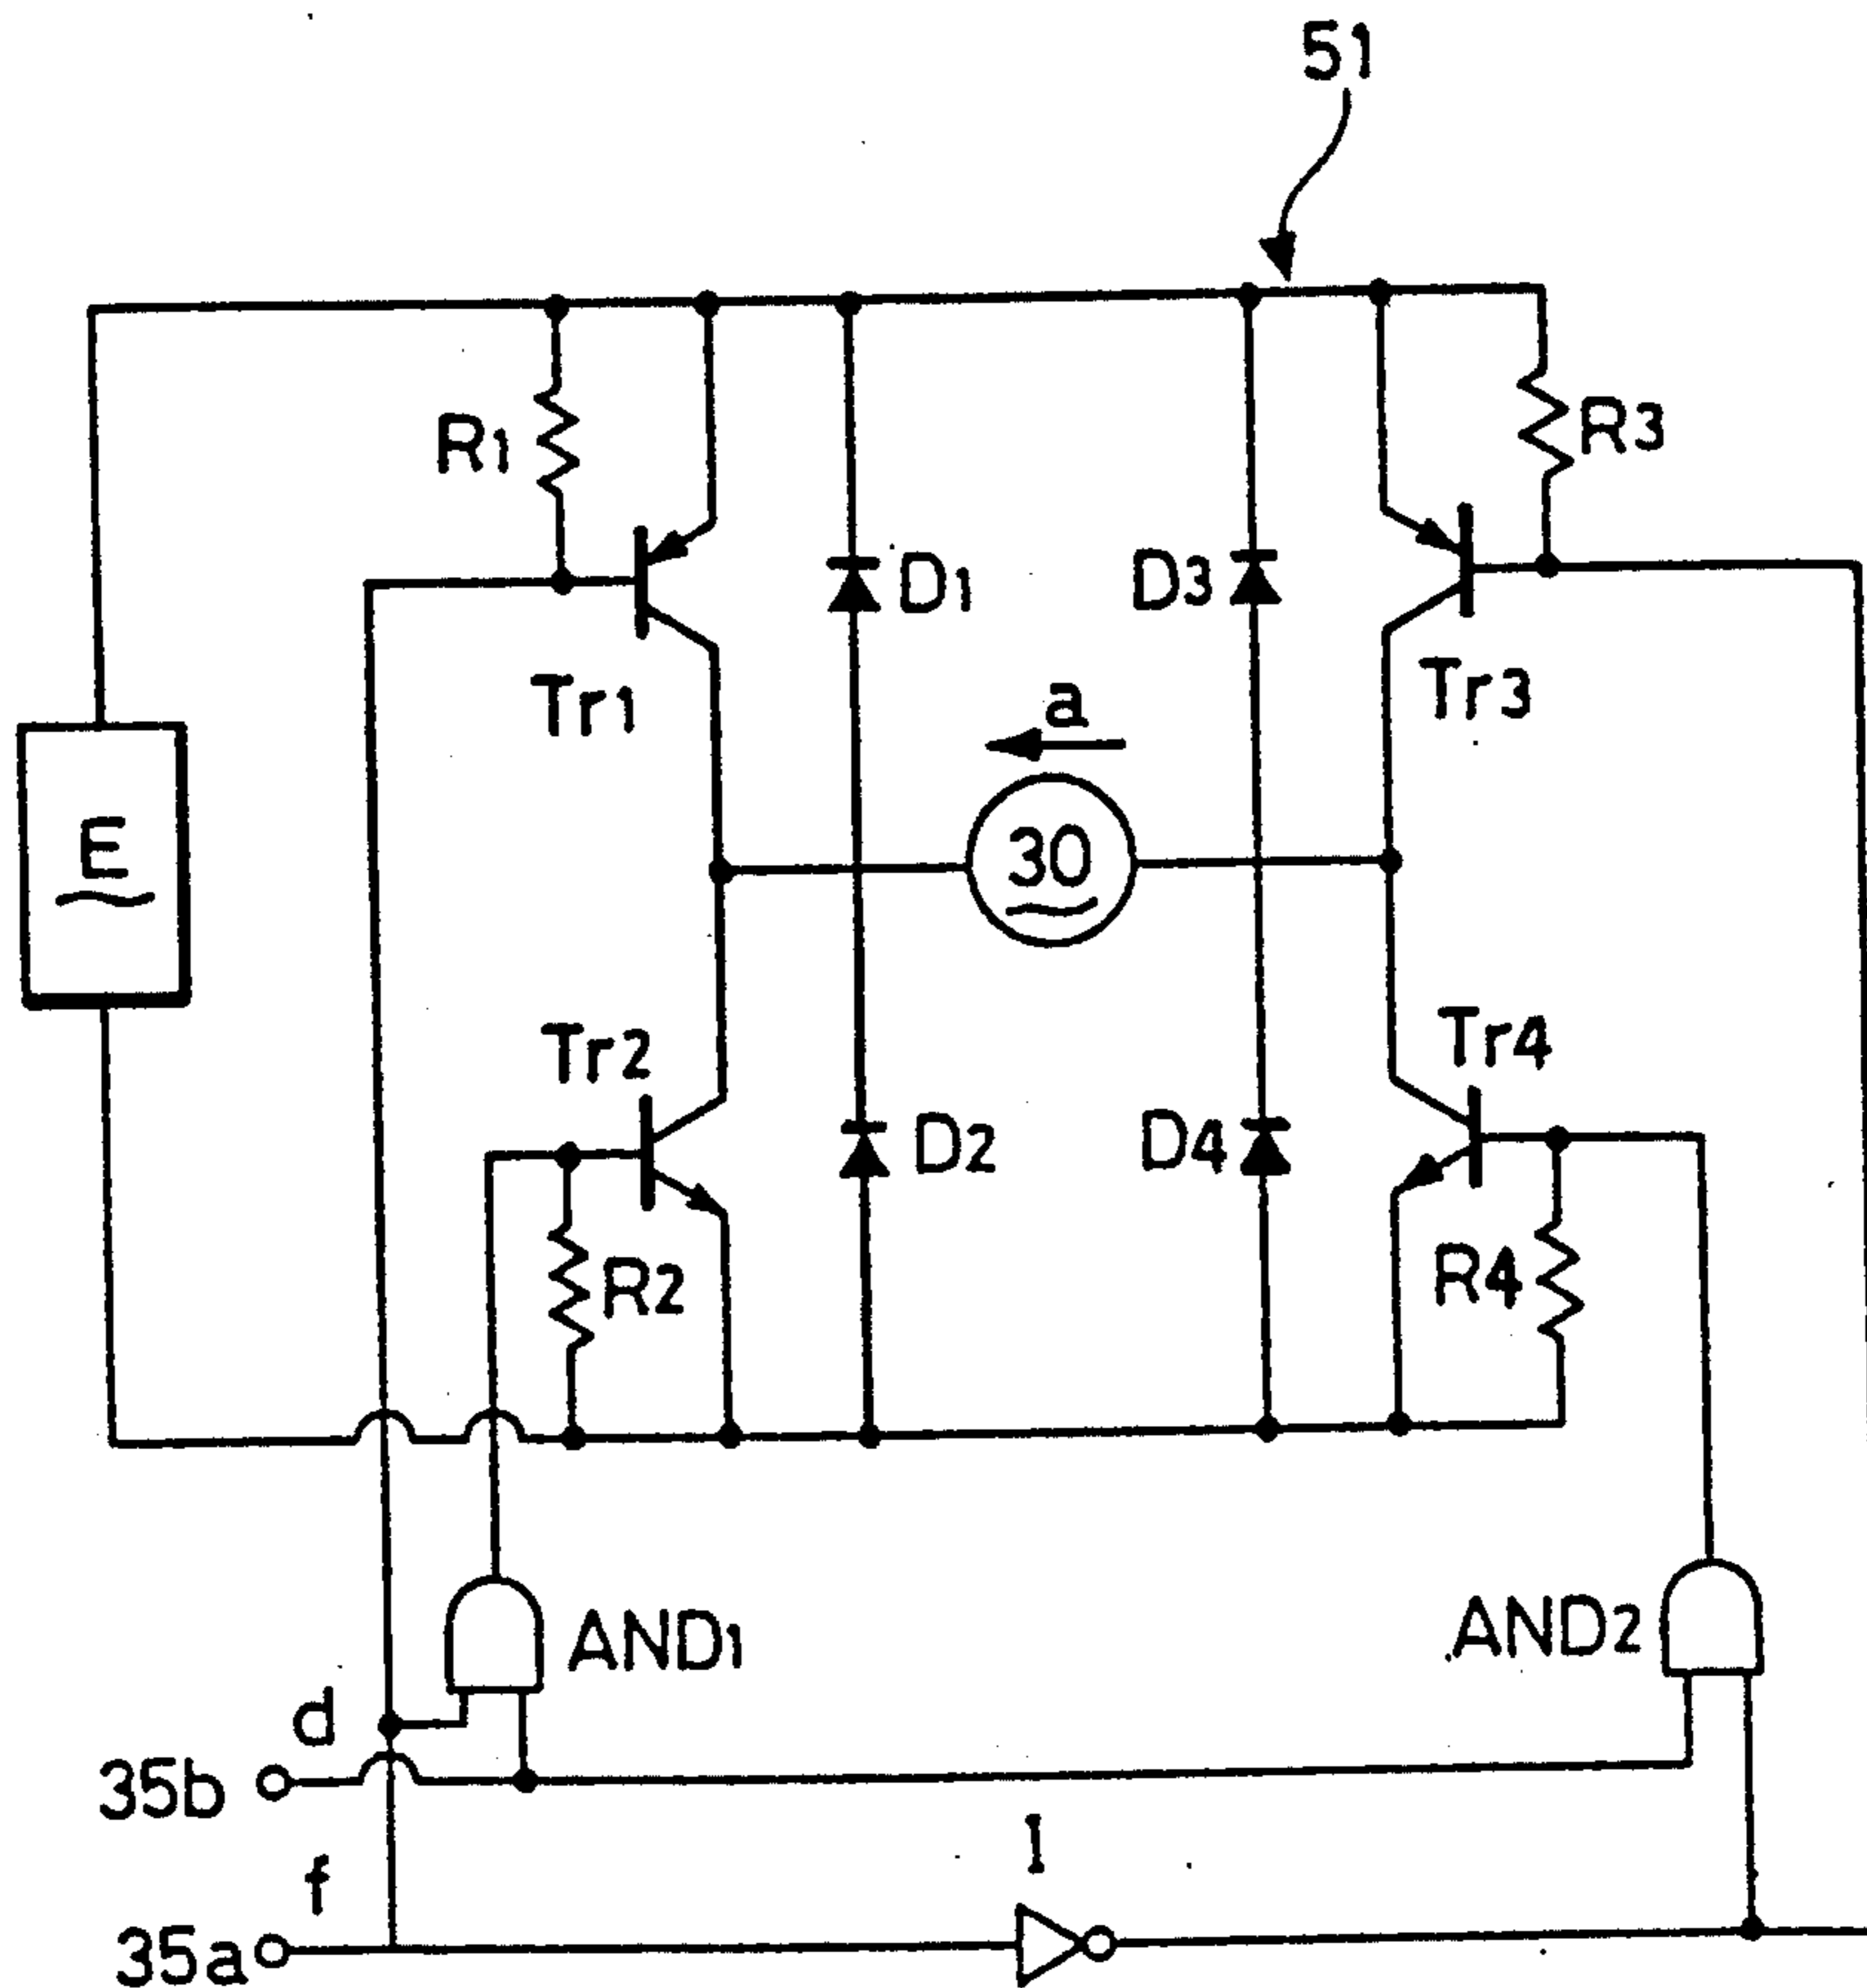 51
R1
R3
D1
D3
Tr1
Tr3
a
E
30
Tr2
Tr4
D2
D4
R2
R4
AND1
AND2
d
35b
I
f
35a